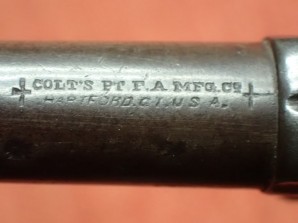 COLT'S PT. F. A. MFG. Co
HARTFORD, CT. U.S.A.